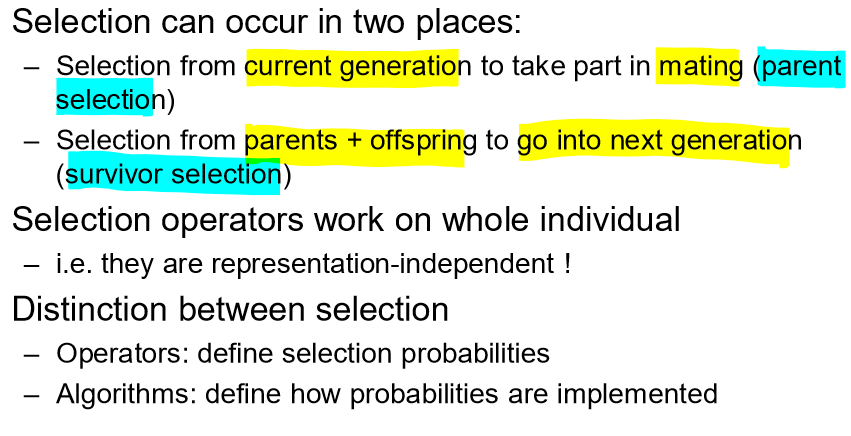 Selection can occur in two places:
– Selection from current generation to take part in mating (parent
selection)
– Selection from parents + offspring to go into next generation
(survivor selection)
Selection operators work on whole individual
– i.e. they are representation-independent !
Distinction between selection
– Operators: define selection probabilities
– Algorithms: define how probabilities are implemented